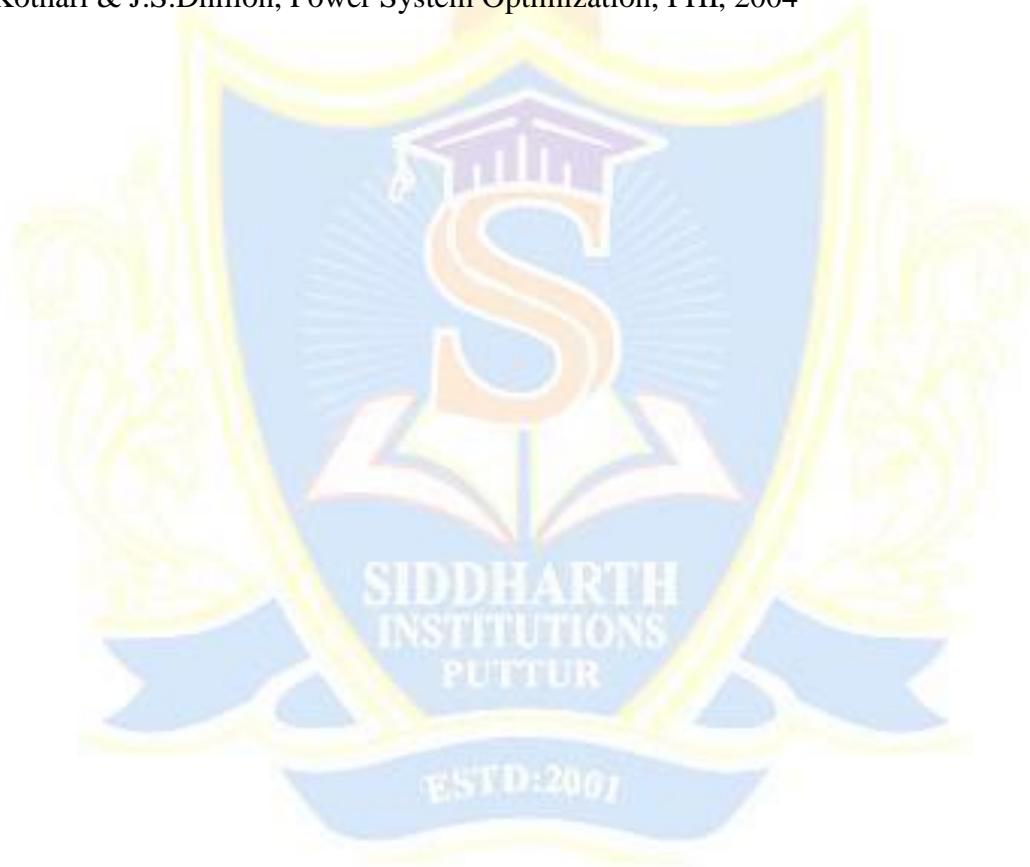 Kothari & J.S.Dhillon, Power System Optimization, PHI, 2004
S
SIDDHARTH
INSTITUTIONS
PUTTUR
ESTD:2001